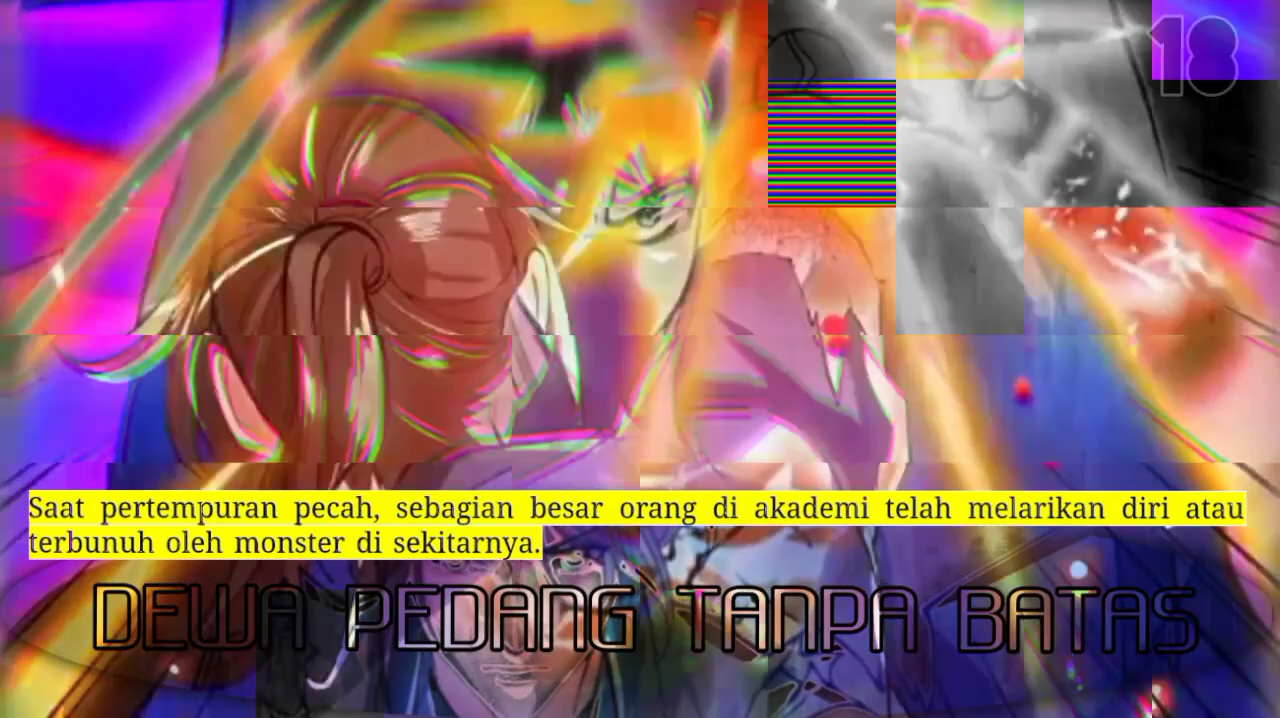 18
Saat pertempuran pecah, sebagian besar orang di akademi telah melarikan diri atau
terbunuh oleh monster di sekitarnya.
DEWA PEDANG TANPA BATAS